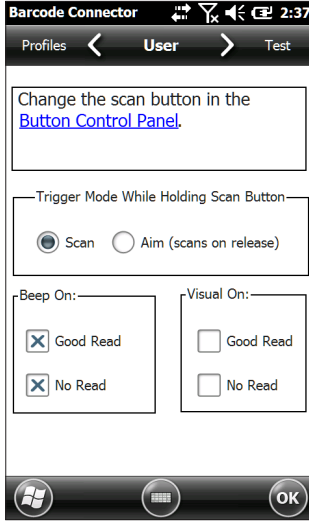 Barcode Connector 2:37
Profiles User Test
Change the scan button in the
Button Control Panel.
Trigger Mode While Holding Scan Button
Scan Aim (scans on release)
Beep On: Visual On:
Good Read Good Read
No Read No Read
OK